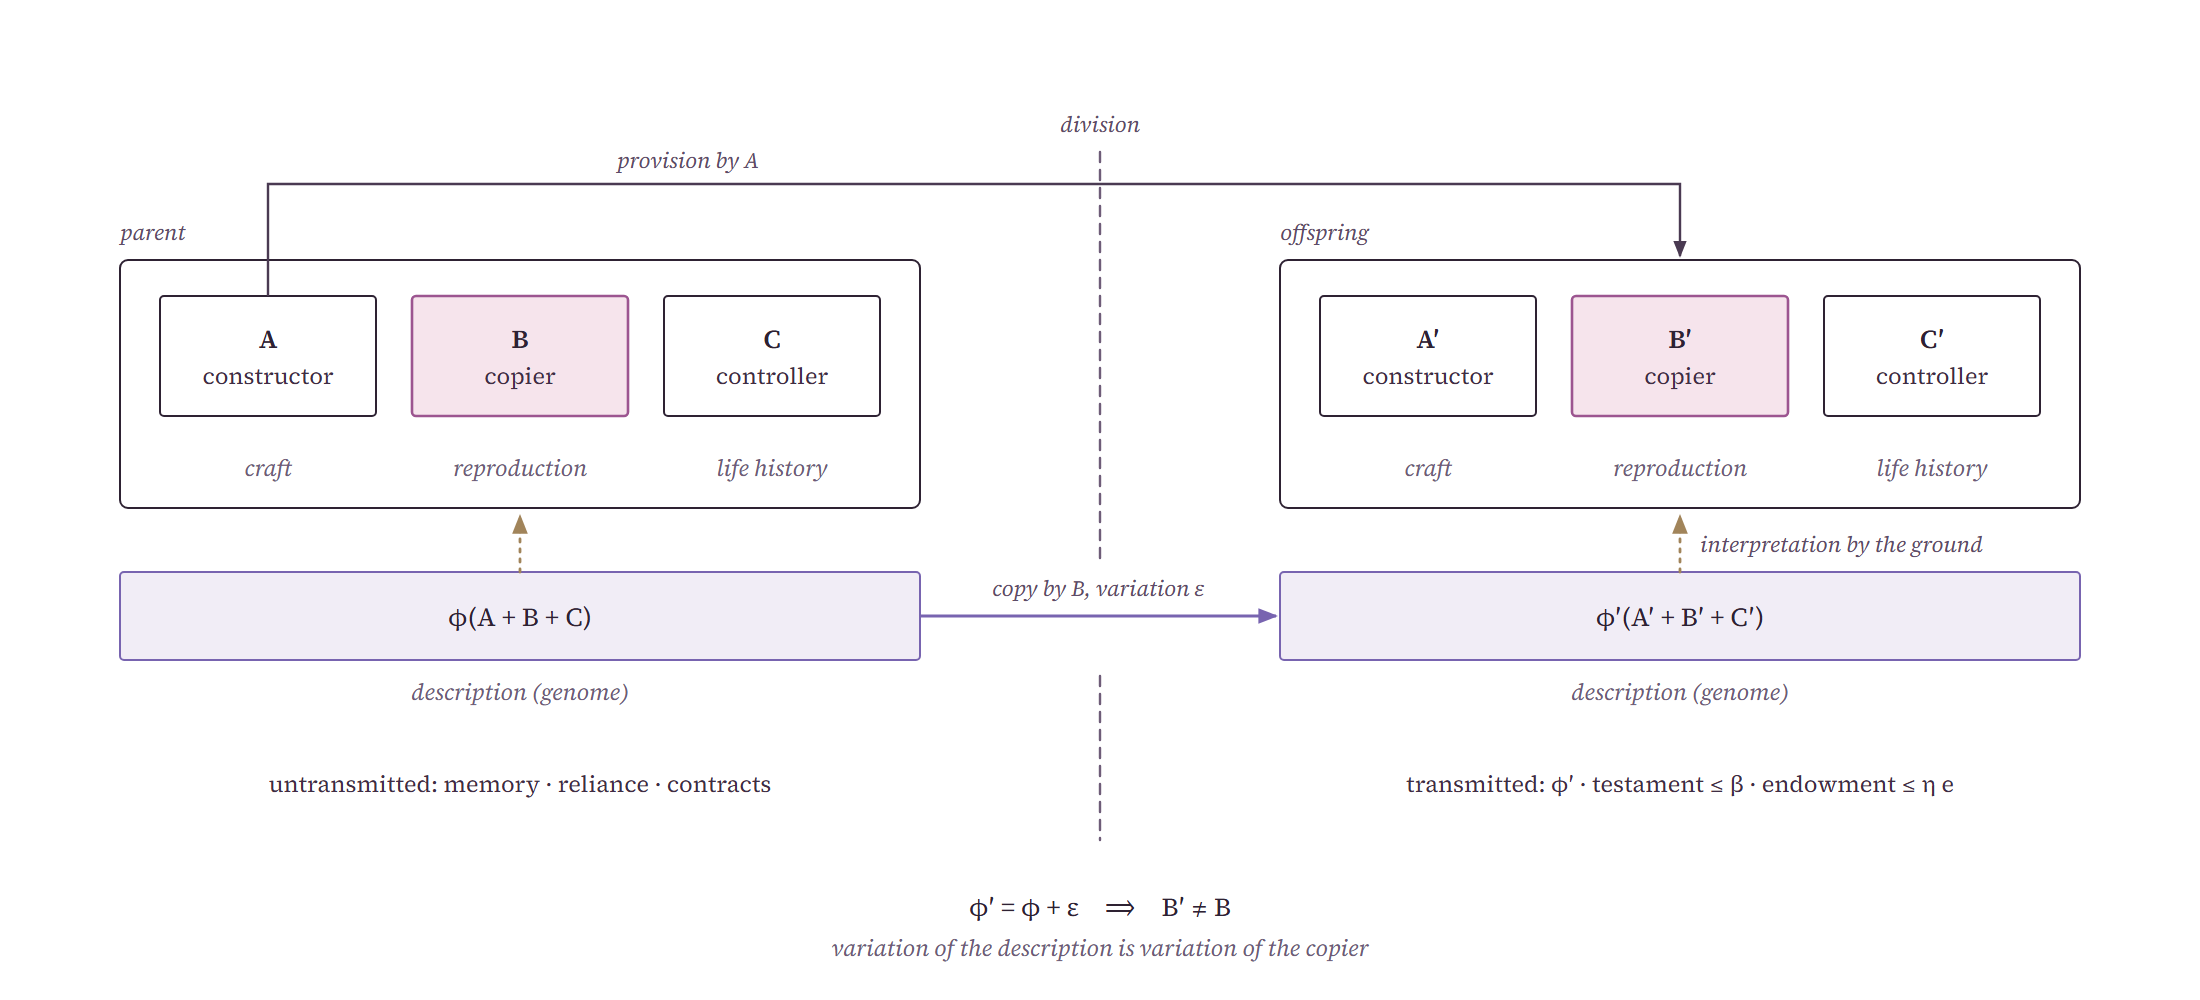 division
provision by A
parent
offspring
A
constructor
B
copier
C
controller
A′
constructor
B′
copier
C′
controller
craft
reproduction
life history
craft
reproduction
life history
interpretation by the ground
copy by B, variation ε
ϕ(A + B + C)
ϕ′(A′ + B′ + C′)
description (genome)
description (genome)
untransmitted: memory · reliance · contracts
transmitted: ϕ′ · testament ≤ β · endowment ≤ η e
ϕ′ = ϕ + ε ⟹ B′ ≠ B
variation of the description is variation of the copier